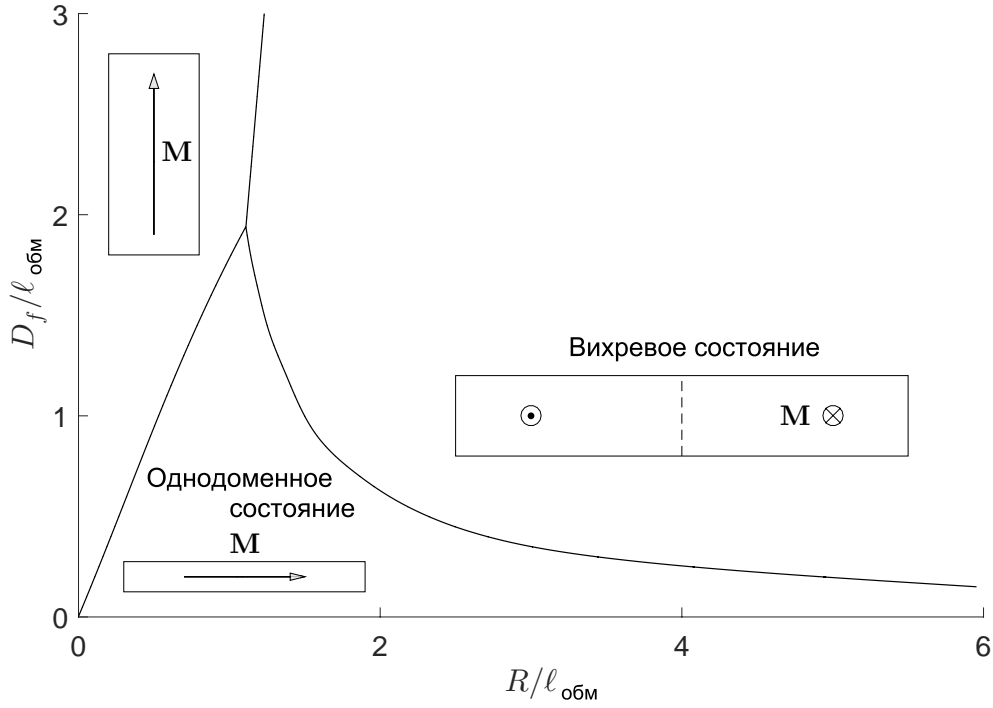 3
M
2
D_f/ℓ_обм
Вихревое состояние
1
M
Однодоменное
состояние
M
0
0
2
4
6
R/ℓ_обм